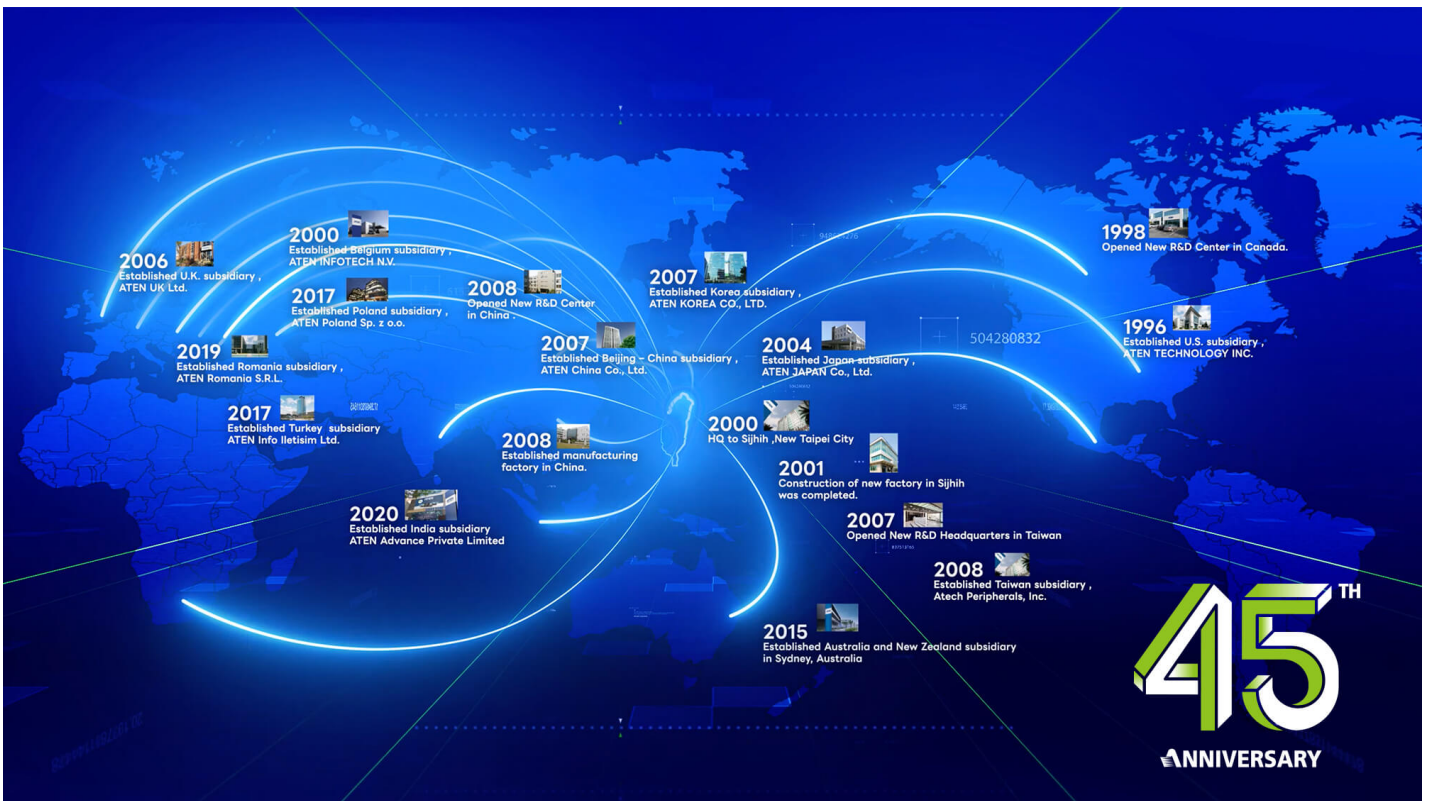 2006
Established U.K. subsidiary ,
ATEN UK Ltd.
2000
Established Belgium subsidiary ,
ATEN INFOTECH N.V.
2017
Established Poland subsidiary ,
ATEN Poland Sp. z o.o.
2019
Established Romania subsidiary ,
ATEN Romania S.R.L.
2017
Established Turkey subsidiary
ATEN Info Iletisim Ltd.
2008
Opened New R&D Center
in China .
2007
Established Beijing – China subsidiary ,
ATEN China Co., Ltd.
2008
Established manufacturing
factory in China.
2020
Established India subsidiary
ATEN Advance Private Limited
2007
Established Korea subsidiary ,
ATEN KOREA CO., LTD.
2004
Established Japan subsidiary ,
ATEN JAPAN Co., Ltd.
2000
HQ to Sijhih ,New Taipei City
2001
Construction of new factory in Sijhih
was completed.
2007
Opened New R&D Headquarters in Taiwan
2008
Established Taiwan subsidiary ,
Atech Peripherals, Inc.
2015
Established Australia and New Zealand subsidiary
in Sydney, Australia
1998
Opened New R&D Center in Canada.
1996
Established U.S. subsidiary ,
ATEN TECHNOLOGY INC.
504280832
45TH
ANNIVERSARY